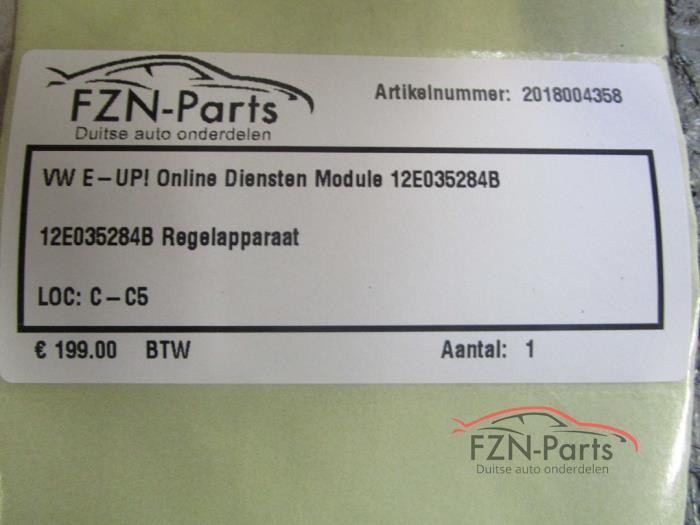 FZN-Parts
Duitse auto onderdelen
Artikelnummer: 2018004358
VW E-UP! Online Diensten Module 12E035284B
12E035284B Regelapparaat
LOC: C-C5
€ 199.00 BTW
Aantal: 1
FZN-Parts
Duitse auto onderdelen